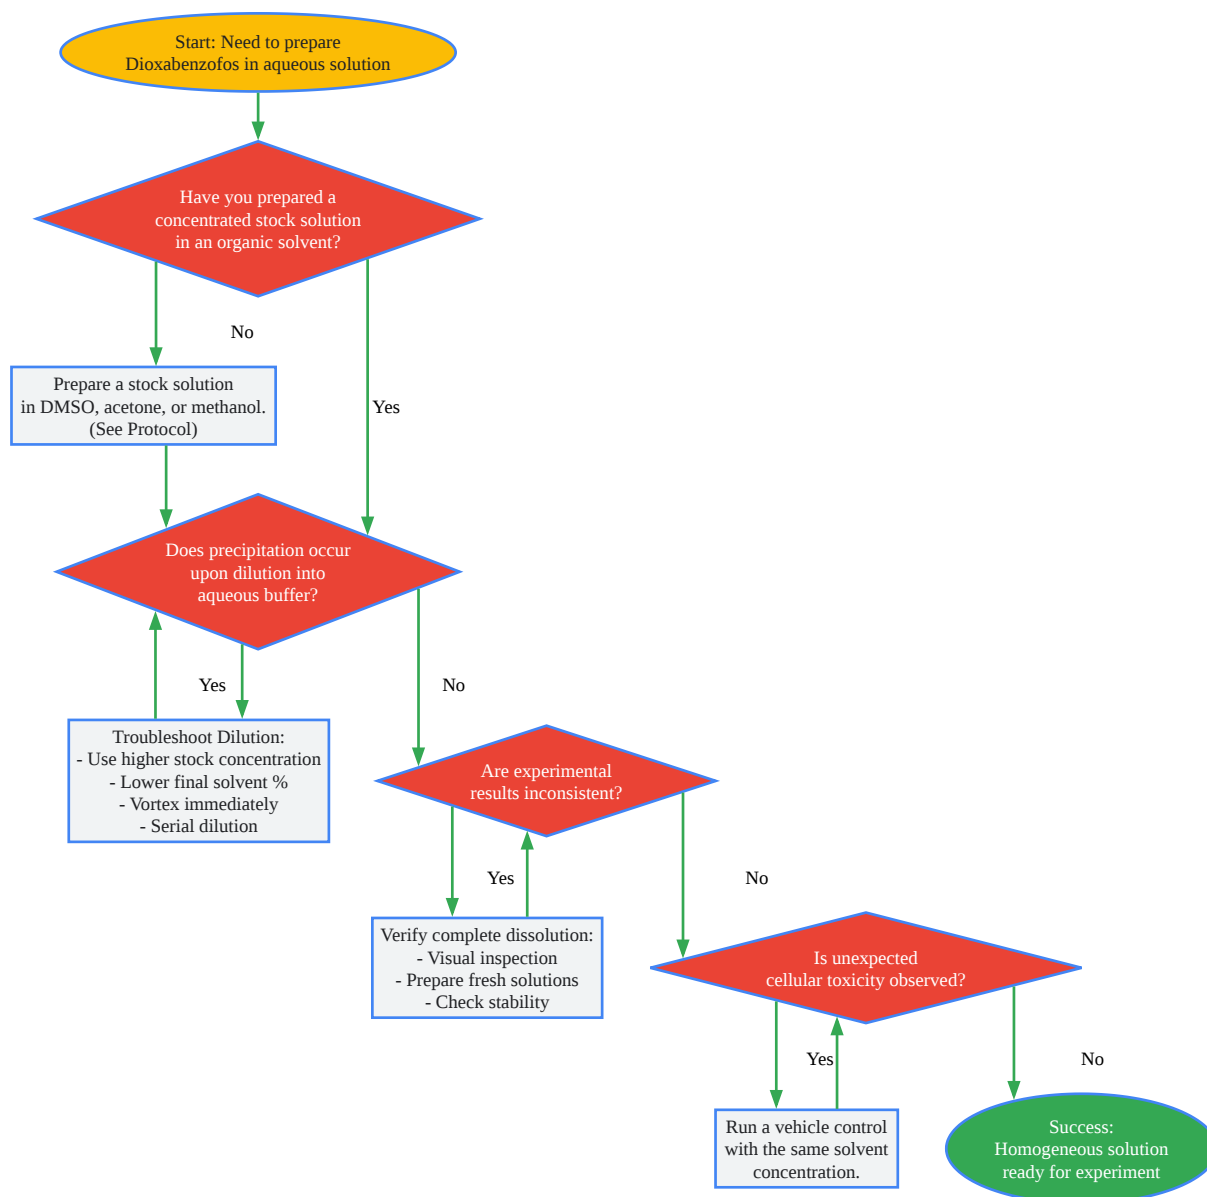 Start: Need to prepare
Dioxabenzofos in aqueous solution
Have you prepared a
concentrated stock solution
in an organic solvent?
No
Prepare a stock solution
in DMSO, acetone, or methanol.
(See Protocol)
Yes
Does precipitation occur
upon dilution into
aqueous buffer?
Yes
No
Troubleshoot Dilution:
- Use higher stock concentration
- Lower final solvent %
- Vortex immediately
- Serial dilution
Are experimental
results inconsistent?
Yes
No
Verify complete dissolution:
- Visual inspection
- Prepare fresh solutions
- Check stability
Is unexpected
cellular toxicity observed?
Yes
No
Run a vehicle control
with the same solvent
concentration.
Success:
Homogeneous solution
ready for experiment